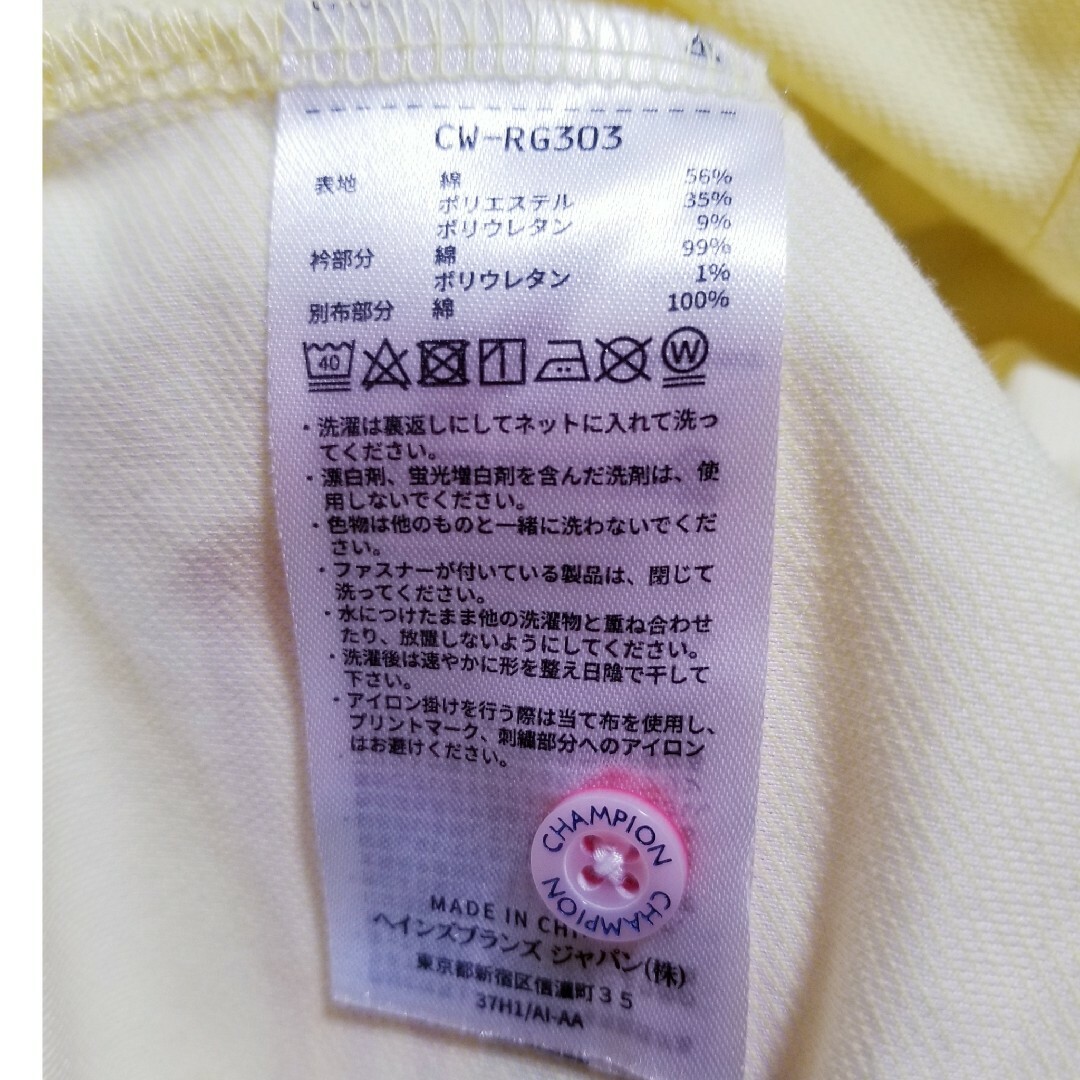 CW-RG303
表地 綿 56%
ポリエステル 35%
ポリウレタン 9%
衿部分 綿 99%
ポリウレタン 1%
別布部分 綿 100%
40 W
・洗濯は裏返しにしてネットに入れて洗っ
てください。
・漂白剤、蛍光増白剤を含んだ洗剤は、使
用しないでください。
・色物は他のものと一緒に洗わないでくだ
さい。
・ファスナーが付いている製品は、閉じて
洗ってください。
・水につけたまま他の洗濯物と重ね合わせ
たり、放置しないようにしてください。
・洗濯後は速やかに形を整え日陰で干して
下さい。
・アイロン掛けを行う際は当て布を使用し、
プリントマーク、刺繍部分へのアイロン
はお避けください。
CHAMPION CHAMPION
MADE IN
ヘインズブランズ ジャパン(株)
東京都新宿区信濃町35
37H1/AI-AA